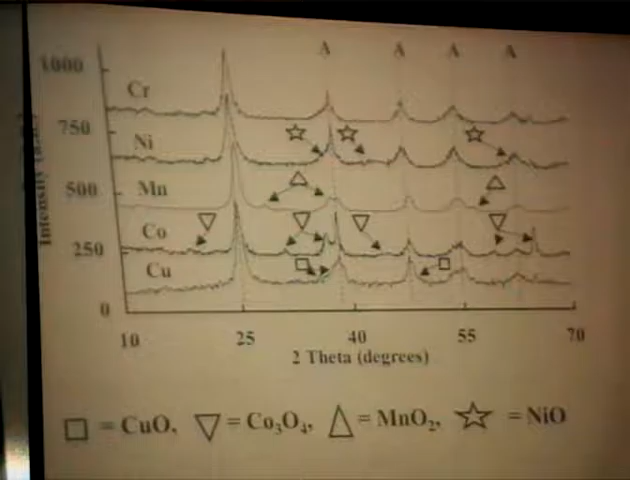 A A A A
1000
Cr
750
Ni
500
Mn
Co
250
Cu
0
10 25 40 55 70
2 Theta (degrees)
Intensity
= CuO, = Co3O4, = MnO2, = NiO